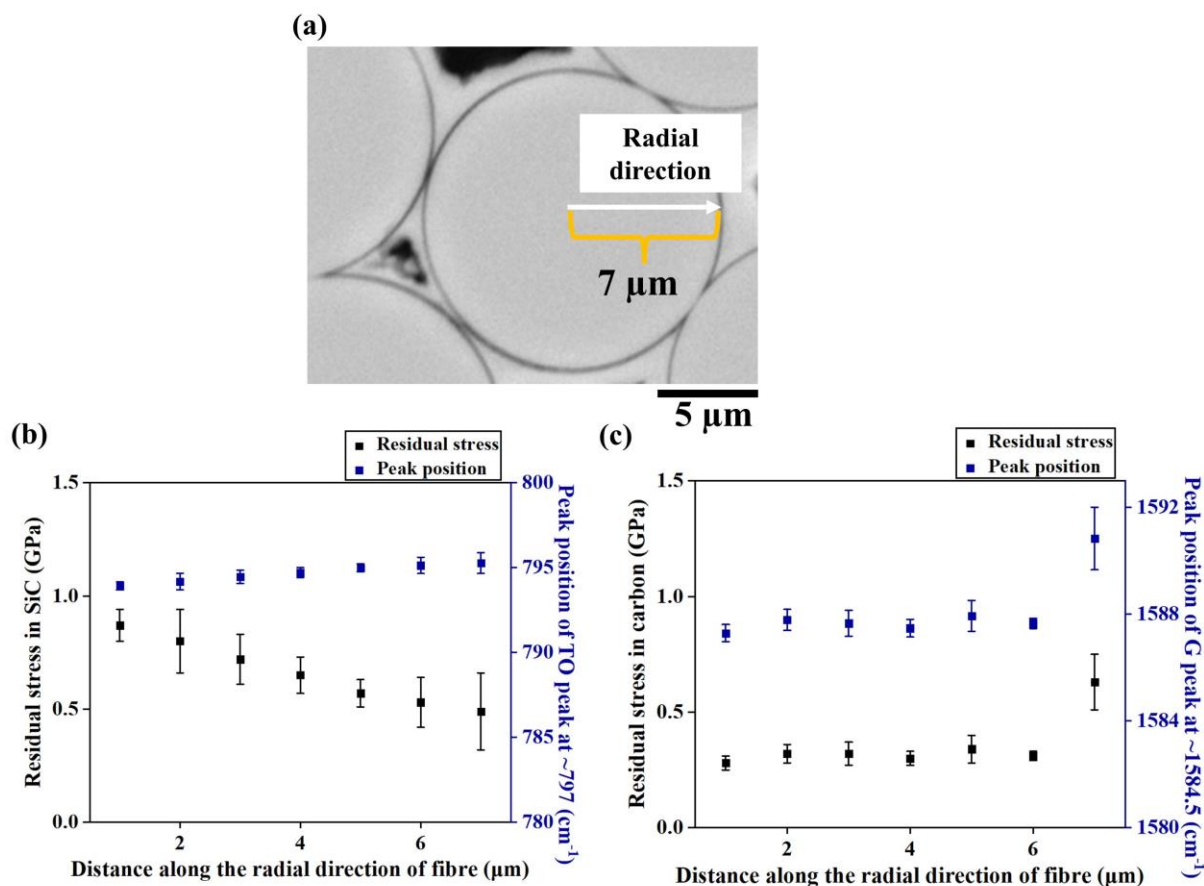 (a)
Radial
direction
7 μm
5 μm
(b)
Residual stress
Peak position
1.5
1.0
0.5
0.0
Residual stress in SiC (GPa)
800
795
790
785
780
Peak position of TO peak at ~797 (cm⁻¹)
2
4
6
Distance along the radial direction of fibre (μm)
(c)
Residual stress
Peak position
1.5
1.0
0.5
0.0
Residual stress in carbon (GPa)
1592
1588
1584
1580
Peak position of G peak at ~1584.5 (cm⁻¹)
2
4
6
Distance along the radial direction of fibre (μm)